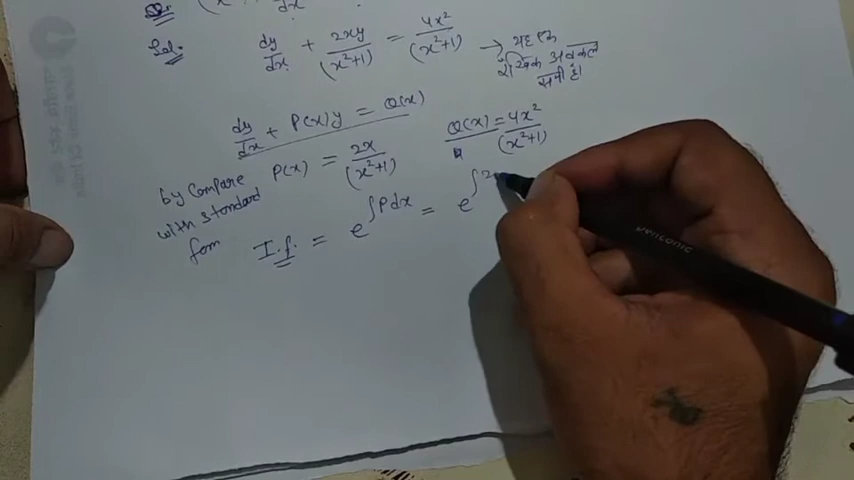 Q.
dy/dx + 2xy/(x²+1) = 4x²/(x²+1) → यह एक
Sol. रैखिक अवकल
समी है।
dy/dx + P(x)y = Q(x)
Q(x) = 4x²/(x²+1)
by compare P(x) = 2x/(x²+1)
with standard
form I.f. = e^∫Pdx = e^∫2x